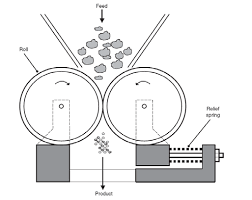 Feed
Roll
Relief
spring
Product